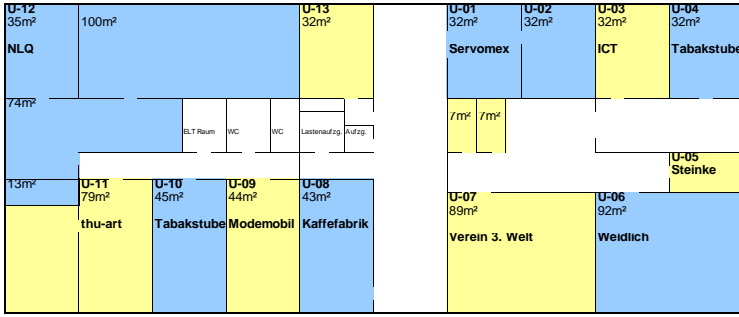 U-12
35m²
NLQ
100m²
U-13
32m²
U-01
32m²
Servomex
U-02
32m²
U-03
32m²
ICT
U-04
32m²
Tabakstube
74m²
ELT Raum
WC
WC
Lastenaufzg.
Aufzg.
7m²
7m²
U-05
Steinke
13m²
U-11
79m²
thu-art
U-10
45m²
Tabakstube
U-09
44m²
Modemobil
U-08
43m²
Kaffefabrik
U-07
89m²
Verein 3. Welt
U-06
92m²
Weidlich